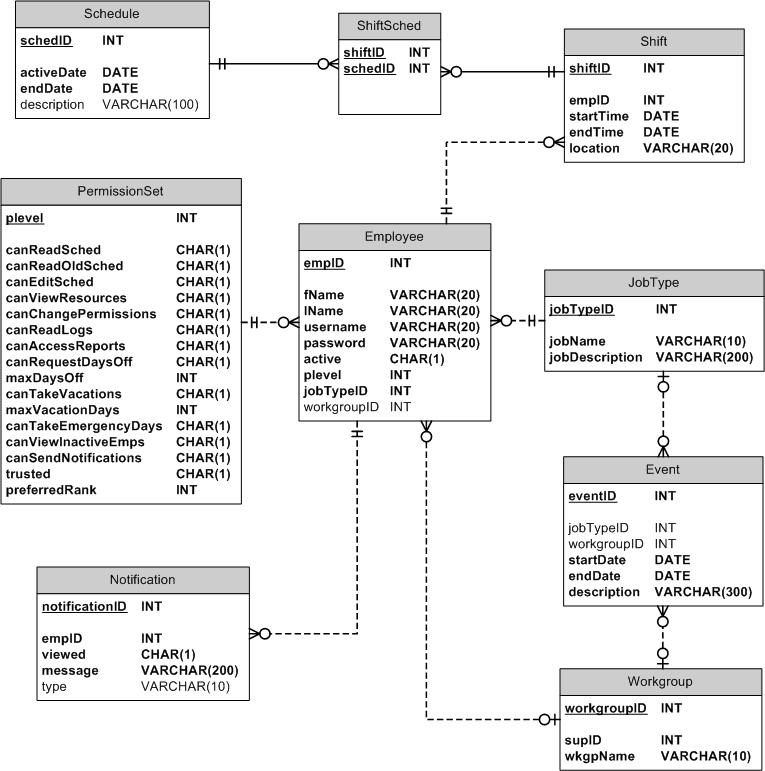 Schedule
schedID INT
activeDate DATE
endDate DATE
description VARCHAR(100)
ShiftSched
shiftID INT
schedID INT
Shift
shiftID INT
empID INT
startTime DATE
endTime DATE
location VARCHAR(20)
PermissionSet
plevel INT
canReadSched CHAR(1)
canReadOldSched CHAR(1)
canEditSched CHAR(1)
canViewResources CHAR(1)
canChangePermissions CHAR(1)
canReadLogs CHAR(1)
canAccessReports CHAR(1)
canRequestDaysOff CHAR(1)
maxDaysOff INT
canTakeVacations CHAR(1)
maxVacationDays INT
canTakeEmergencyDays CHAR(1)
canViewInactiveEmps CHAR(1)
canSendNotifications CHAR(1)
trusted CHAR(1)
preferredRank INT
Employee
empID INT
fName VARCHAR(20)
lName VARCHAR(20)
username VARCHAR(20)
password VARCHAR(20)
active CHAR(1)
plevel INT
jobTypeID INT
workgroupID INT
JobType
jobTypeID INT
jobName VARCHAR(10)
jobDescription VARCHAR(200)
Event
eventID INT
jobTypeID INT
workgroupID INT
startDate DATE
endDate DATE
description VARCHAR(300)
Notification
notificationID INT
empID INT
viewed CHAR(1)
message VARCHAR(200)
type VARCHAR(10)
Workgroup
workgroupID INT
supID INT
wkgpName VARCHAR(10)